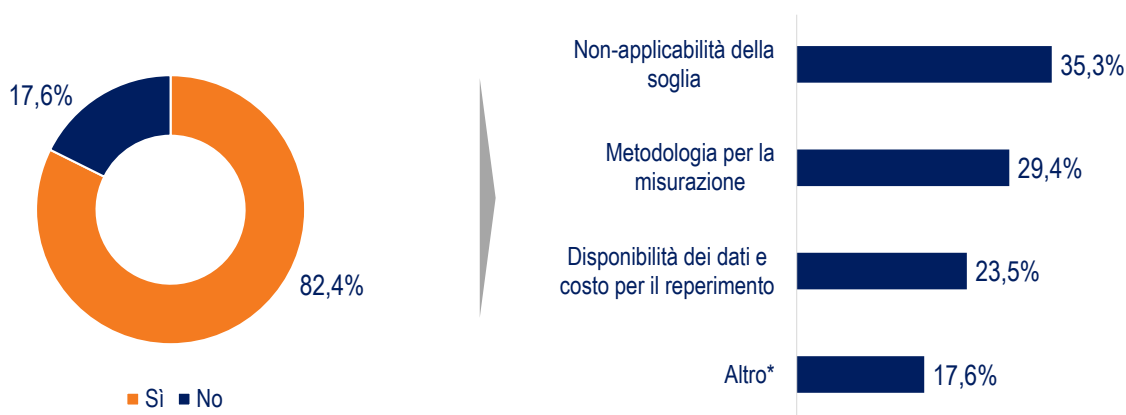 17,6%
82,4%
Sì No
Non-applicabilità della
soglia
35,3%
Metodologia per la
misurazione
29,4%
Disponibilità dei dati e
costo per il reperimento
23,5%
Altro*
17,6%